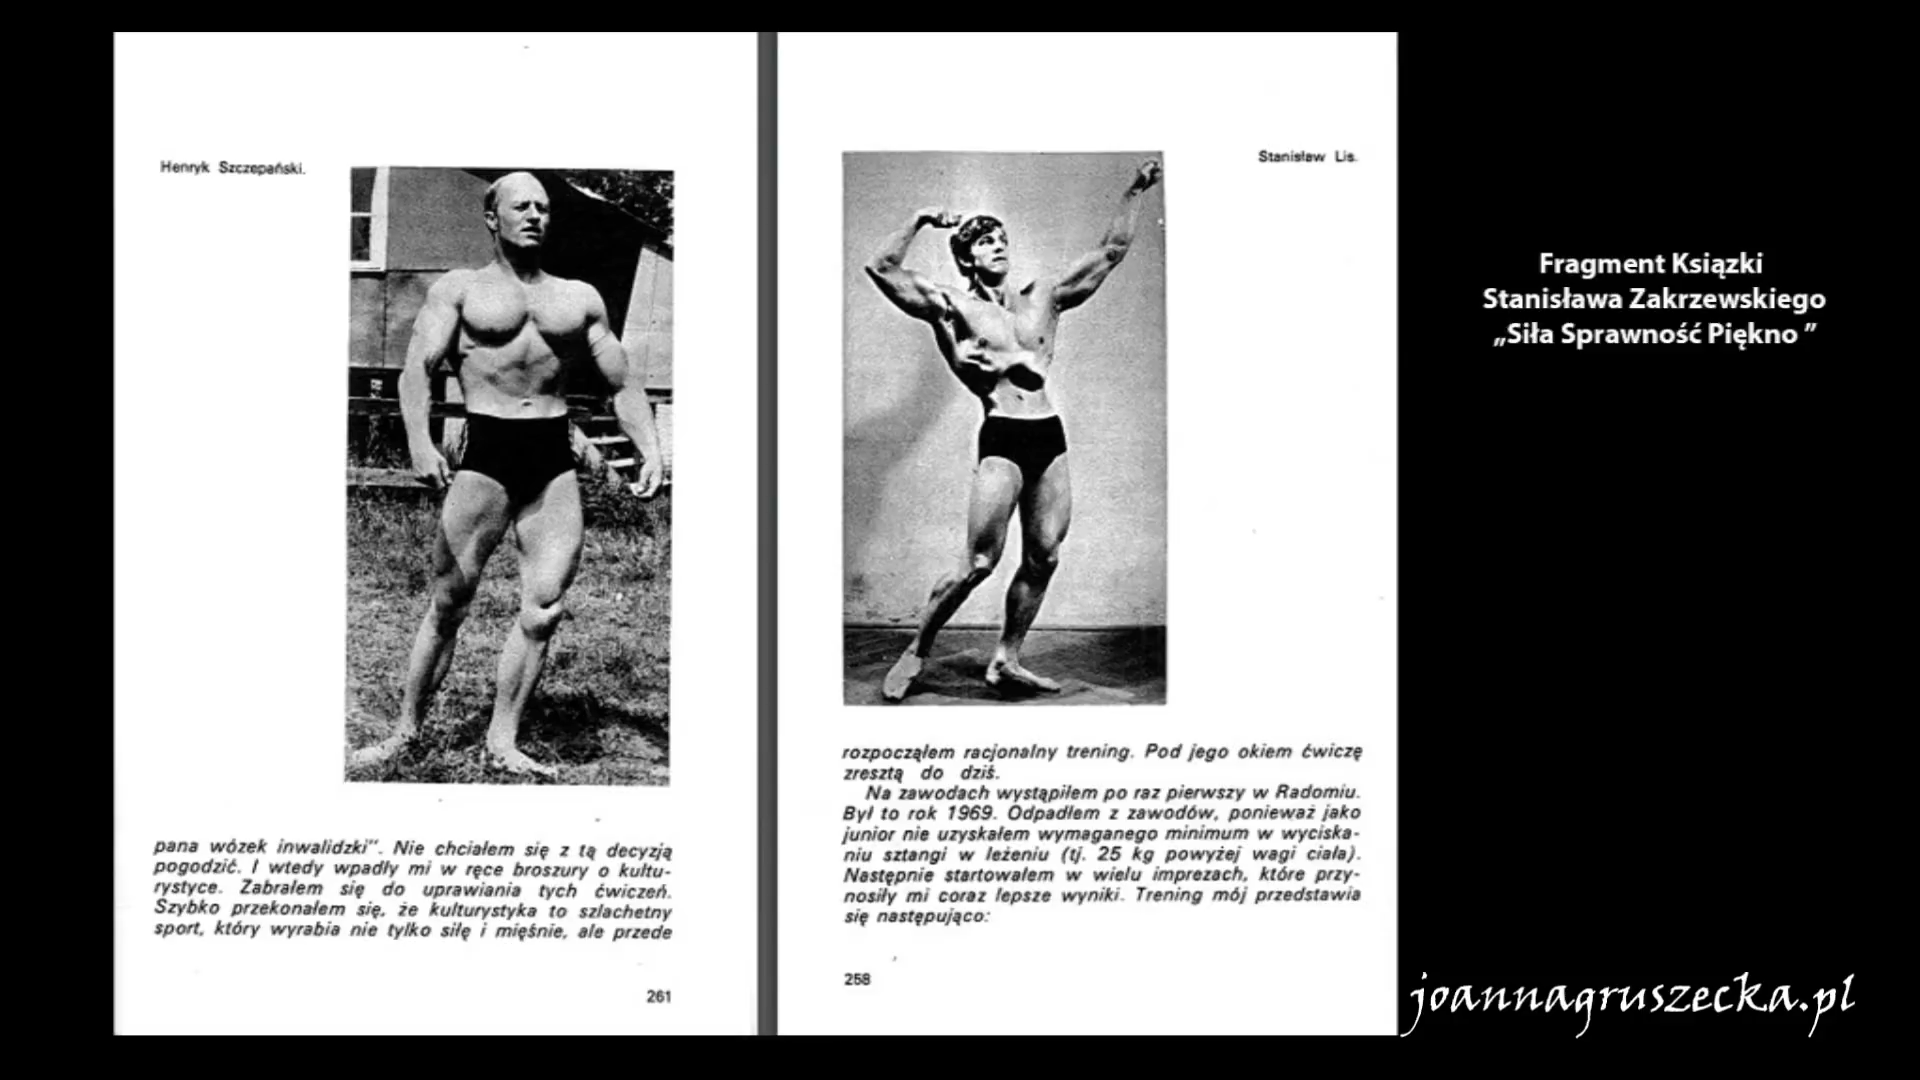 Henryk Szczepański.
pana wózek inwalidzki". Nie chciałem się z tą decyzją
pogodzić. I wtedy wpadły mi w ręce broszury o kultu-
rystyce. Zabrałem się do uprawiania tych ćwiczeń.
Szybko przekonałem się, że kulturystyka to szlachetny
sport, który wyrabia nie tylko siłę i mięśnie, ale przede
261
Stanisław Lis.
rozpocząłem racjonalny trening. Pod jego okiem ćwiczę
zresztą do dziś.
Na zawodach wystąpiłem po raz pierwszy w Radomiu.
Był to rok 1969. Odpadłem z zawodów, ponieważ jako
junior nie uzyskałem wymaganego minimum w wyciska-
niu sztangi w leżeniu (tj. 25 kg powyżej wagi ciała).
Następnie startowałem w wielu imprezach, które przy-
nosiły mi coraz lepsze wyniki. Trening mój przedstawia
się następująco:
258
Fragment Ksiązki
Stanisława Zakrzewskiego
„Siła Sprawność Piękno ”
joannagruszecka.pl